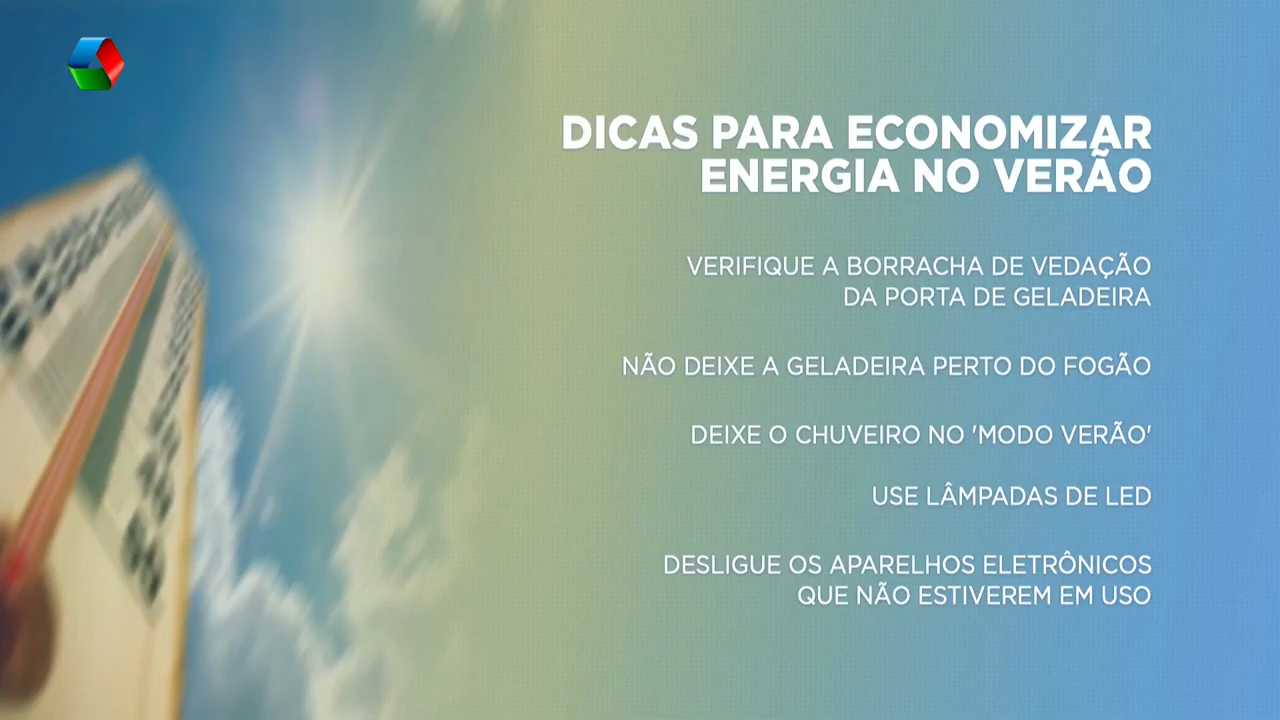 DICAS PARA ECONOMIZAR
ENERGIA NO VERÃO
VERIFIQUE A BORRACHA DE VEDAÇÃO
DA PORTA DE GELADEIRA
NÃO DEIXE A GELADEIRA PERTO DO FOGÃO
DEIXE O CHUVEIRO NO 'MODO VERÃO'
USE LÂMPADAS DE LED
DESLIGUE OS APARELHOS ELETRÔNICOS
QUE NÃO ESTIVEREM EM USO